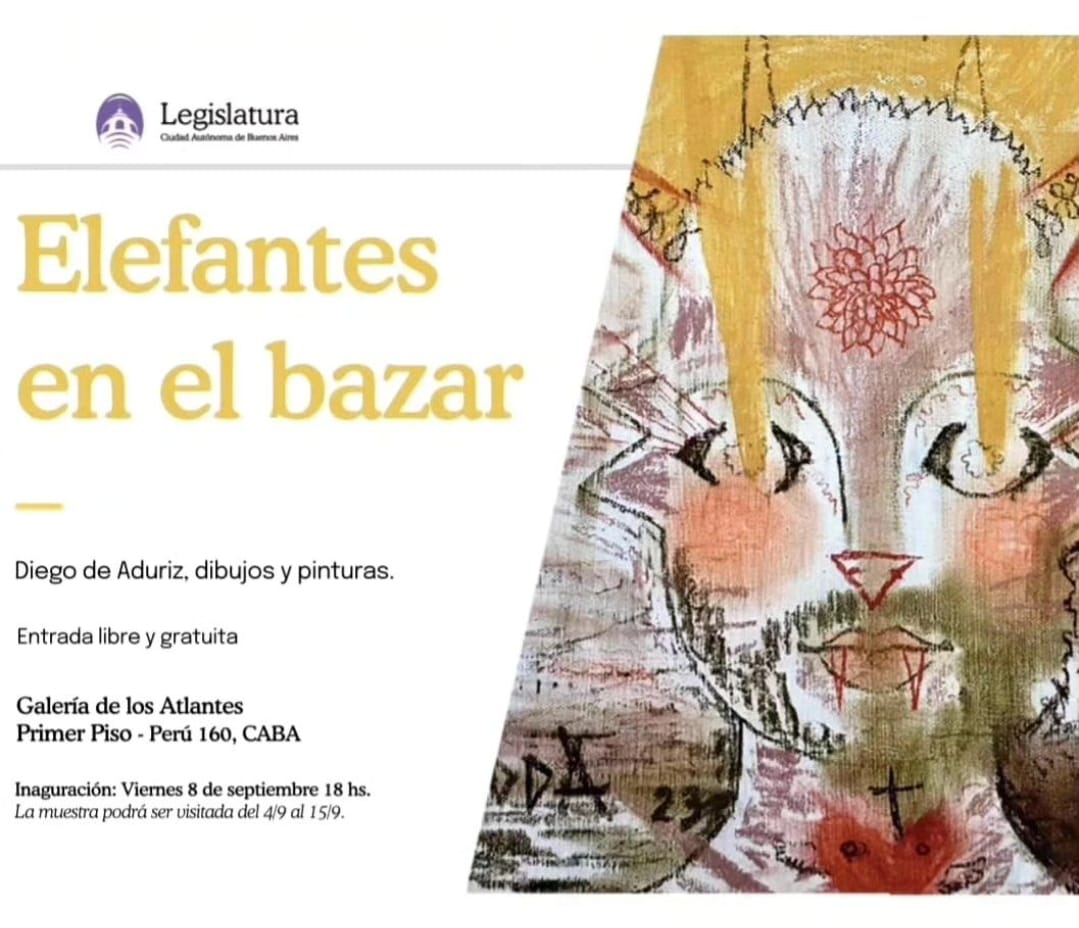 Legislatura
Ciudad Autónoma de Buenos Aires
Elefantes
en el bazar
Diego de Aduriz, dibujos y pinturas.
Entrada libre y gratuita
Galería de los Atlantes
Primer Piso - Perú 160, CABA
Inaguración: Viernes 8 de septiembre 18 hs.
La muestra podrá ser visitada del 4/9 al 15/9.
DDA 23